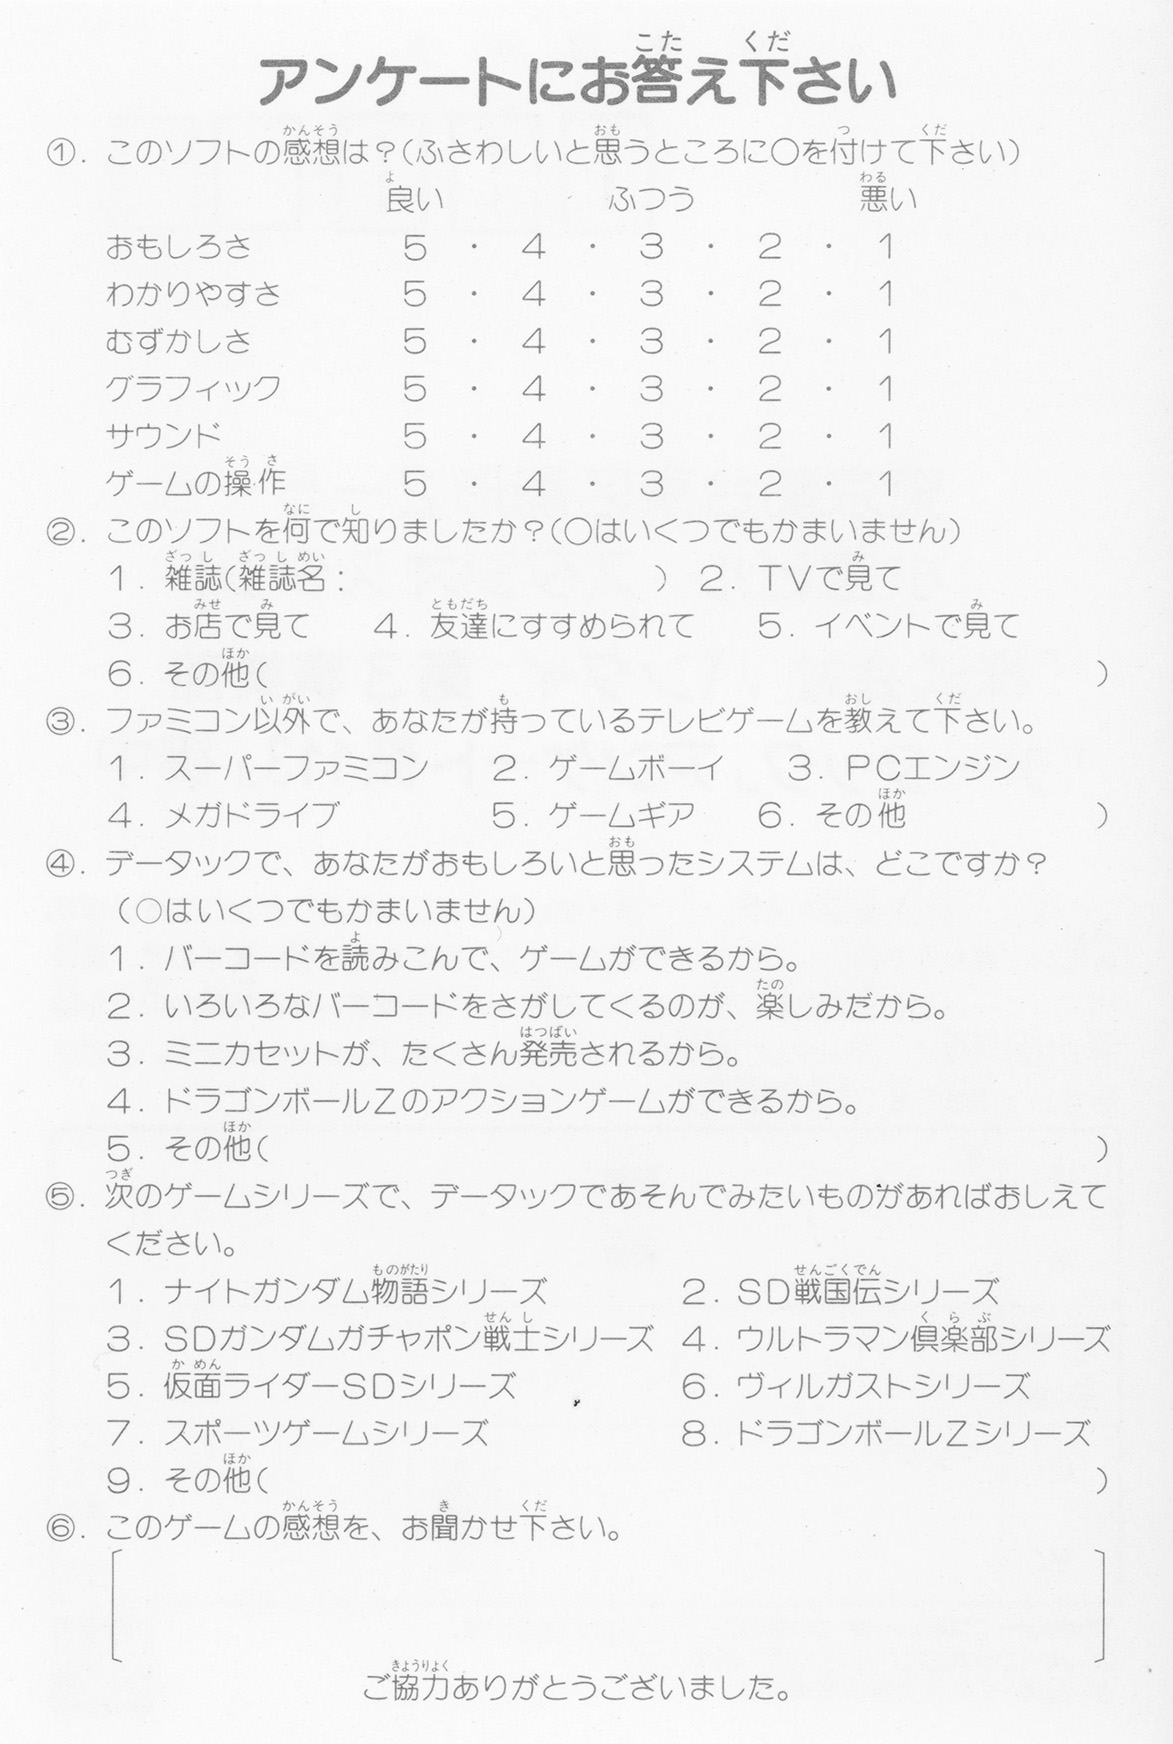 アンケートにお答え下さい
①. このソフトの感想は？(ふさわしいと思うところに○を付けて下さい)
良い ふつう 悪い
おもしろさ 5 ・ 4 ・ 3 ・ 2 ・ 1
わかりやすさ 5 ・ 4 ・ 3 ・ 2 ・ 1
むずかしさ 5 ・ 4 ・ 3 ・ 2 ・ 1
グラフィック 5 ・ 4 ・ 3 ・ 2 ・ 1
サウンド 5 ・ 4 ・ 3 ・ 2 ・ 1
ゲームの操作 5 ・ 4 ・ 3 ・ 2 ・ 1
②. このソフトを何で知りましたか？(○はいくつでもかまいません)
1. 雑誌(雑誌名： ) 2. TVで見て
3. お店で見て 4. 友達にすすめられて 5. イベントで見て
6. その他( )
③. ファミコン以外で、あなたが持っているテレビゲームを教えて下さい。
1. スーパーファミコン 2. ゲームボーイ 3. PCエンジン
4. メガドライブ 5. ゲームギア 6. その他 )
④. データックで、あなたがおもしろいと思ったシステムは、どこですか？
(○はいくつでもかまいません)
1. バーコードを読みこんで、ゲームができるから。
2. いろいろなバーコードをさがしてくるのが、楽しみだから。
3. ミニカセットが、たくさん発売されるから。
4. ドラゴンボールZのアクションゲームができるから。
5. その他( )
⑤. 次のゲームシリーズで、データックであそんでみたいものがあればおしえて
ください。
1. ナイトガンダム物語シリーズ 2. SD戦国伝シリーズ
3. SDガンダムガチャポン戦士シリーズ 4. ウルトラマン倶楽部シリーズ
5. 仮面ライダーSDシリーズ 6. ヴィルガストシリーズ
7. スポーツゲームシリーズ 8. ドラゴンボールZシリーズ
9. その他( )
⑥. このゲームの感想を、お聞かせ下さい。
ご協力ありがとうございました。